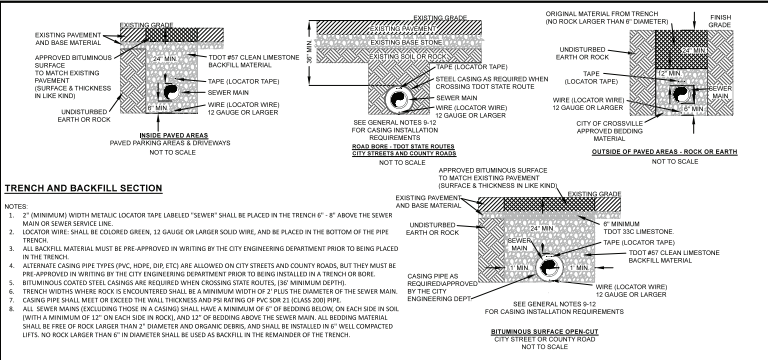 EXISTING GRADE
EXISTING PAVEMENT
AND BASE MATERIAL
APPROVED BITUMINOUS
SURFACE
TO MATCH EXISTING
PAVEMENT
(SURFACE & THICKNESS
IN LIKE KIND)
UNDISTURBED
EARTH OR ROCK
24" MIN.
6" MIN
TDOT #57 CLEAN LIMESTONE
BACKFILL MATERIAL
TAPE (LOCATOR TAPE)
SEWER MAIN
WIRE (LOCATOR WIRE)
12 GAUGE OR LARGER
INSIDE PAVED AREAS
PAVED PARKING AREAS & DRIVEWAYS
NOT TO SCALE
EXISTING GRADE
EXISTING PAVEMENT
EXISTING BASE STONE
EXISTING SOIL OR ROCK
36" MIN
TAPE (LOCATOR TAPE)
STEEL CASING AS REQUIRED WHEN
CROSSING TDOT STATE ROUTE
SEWER MAIN
WIRE (LOCATOR WIRE)
12 GAUGE OR LARGER
SEE GENERAL NOTES 9-12
FOR CASING INSTALLATION
REQUIREMENTS
ROAD BORE - TDOT STATE ROUTES
CITY STREETS AND COUNTY ROADS
NOT TO SCALE
ORIGINAL MATERIAL FROM TRENCH
(NO ROCK LARGER THAN 6" DIAMETER)
FINISH
GRADE
UNDISTURBED
EARTH OR ROCK
24" MIN
12" MIN
TAPE
(LOCATOR TAPE)
SEWER
MAIN
WIRE (LOCATOR WIRE)
12 GAUGE OR LARGER
6" MIN
CITY OF CROSSVILLE
APPROVED BEDDING
MATERIAL
OUTSIDE OF PAVED AREAS - ROCK OR EARTH
NOT TO SCALE
TRENCH AND BACKFILL SECTION
NOTES:
1. 2" (MINIMUM) WIDTH METALIC LOCATOR TAPE LABELED "SEWER" SHALL BE PLACED IN THE TRENCH 6" - 8" ABOVE THE SEWER
MAIN OR SEWER SERVICE LINE.
2. LOCATOR WIRE: SHALL BE COLORED GREEN, 12 GAUGE OR LARGER SOLID WIRE, AND BE PLACED IN THE BOTTOM OF THE PIPE
TRENCH.
3. ALL BACKFILL MATERIAL MUST BE PRE-APPROVED IN WRITING BY THE CITY ENGINEERING DEPARTMENT PRIOR TO BEING PLACED
IN THE TRENCH.
4. ALTERNATE CASING PIPE TYPES (PVC, HDPE, DIP, ETC) ARE ALLOWED ON CITY STREETS AND COUNTY ROADS, BUT THEY MUST BE
PRE-APPROVED IN WRITING BY THE CITY ENGINEERING DEPARTMENT PRIOR TO BEING INSTALLED IN A TRENCH OR BORE.
5. BITUMINOUS COATED STEEL CASINGS ARE REQUIRED WHEN CROSSING STATE ROUTES, (36" MINIMUM DEPTH).
6. TRENCH WIDTHS WHERE ROCK IS ENCOUNTERED SHALL BE A MINIMUM WIDTH OF 2' PLUS THE DIAMETER OF THE SEWER MAIN.
7. CASING PIPE SHALL MEET OR EXCEED THE WALL THICKNESS AND PSI RATING OF PVC SDR 21 (CLASS 200) PIPE.
8. ALL SEWER MAINS (EXCLUDING THOSE IN A CASING) SHALL HAVE A MINIMUM OF 6" OF BEDDING BELOW, ON EACH SIDE IN SOIL
(WITH A MINIMUM OF 12" ON EACH SIDE IN ROCK), AND 12" OF BEDDING ABOVE THE SEWER MAIN. ALL BEDDING MATERIAL
SHALL BE FREE OF ROCK LARGER THAN 2" DIAMETER AND ORGANIC DEBRIS, AND SHALL BE INSTALLED IN 6" WELL COMPACTED
LIFTS. NO ROCK LARGER THAN 6" IN DIAMETER SHALL BE USED AS BACKFILL IN THE REMAINDER OF THE TRENCH.
APPROVED BITUMINOUS SURFACE
TO MATCH EXISTING PAVEMENT
(SURFACE & THICKNESS IN LIKE KIND)
EXISTING GRADE
EXISTING PAVEMENT
AND BASE MATERIAL
UNDISTURBED
EARTH OR ROCK
24" MIN
6" MINIMUM
TDOT 33C LIMESTONE.
SEWER
MAIN
TAPE (LOCATOR TAPE)
TDOT #57 CLEAN LIMESTONE
BACKFILL MATERIAL
1' MIN
1' MIN
CASING PIPE AS
REQUIREDAPPROVED
BY THE CITY
ENGINEERING DEPT
WIRE (LOCATOR WIRE)
12 GAUGE OR LARGER
SEE GENERAL NOTES 9-12
FOR CASING INSTALLATION REQUIREMENTS
BITUMINOUS SURFACE OPEN-CUT
CITY STREET OR COUNTY ROAD
NOT TO SCALE